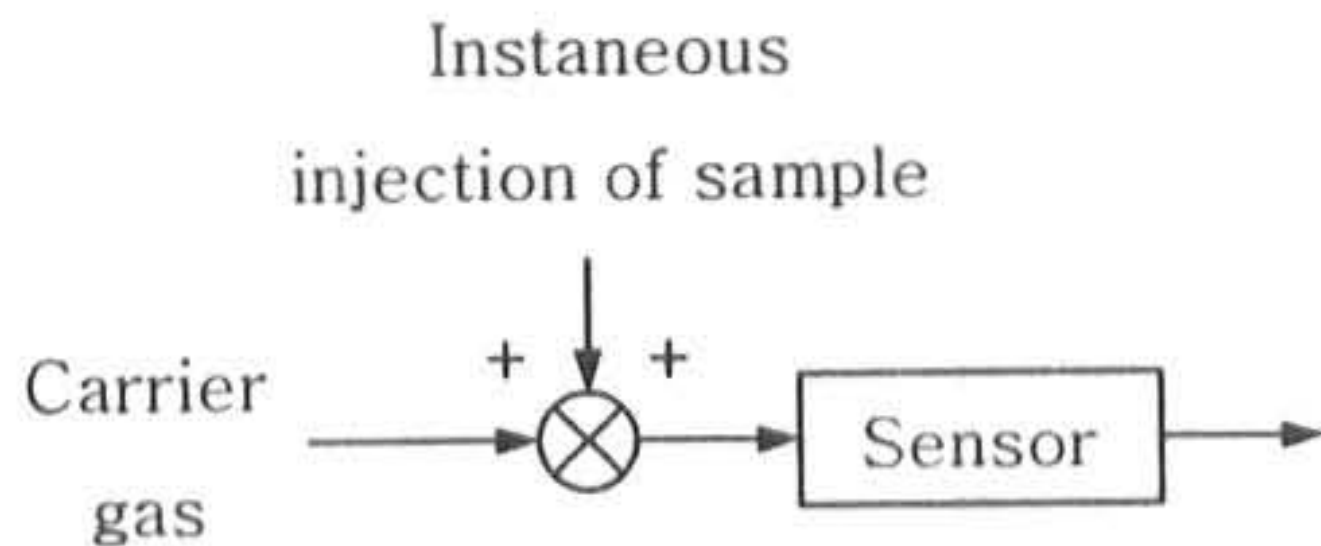 Instaneous
injection of sample
+ +
Carrier
gas
Sensor